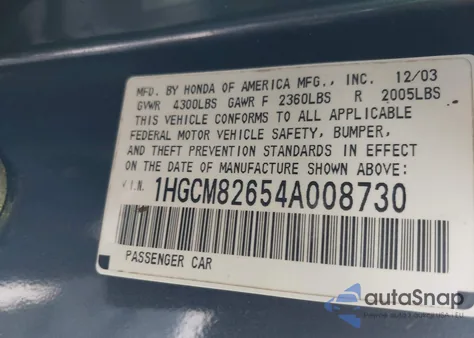 MFD. BY HONDA OF AMERICA MFG., INC. 12/03
GVWR 4300LBS GAWR F 2360LBS R 2005LBS
THIS VEHICLE CONFORMS TO ALL APPLICABLE
FEDERAL MOTOR VEHICLE SAFETY, BUMPER,
AND THEFT PREVENTION STANDARDS IN EFFECT
ON THE DATE OF MANUFACTURE SHOWN ABOVE:
V.I.N. 1HGCM82654A008730
PASSENGER CAR
autaSnap